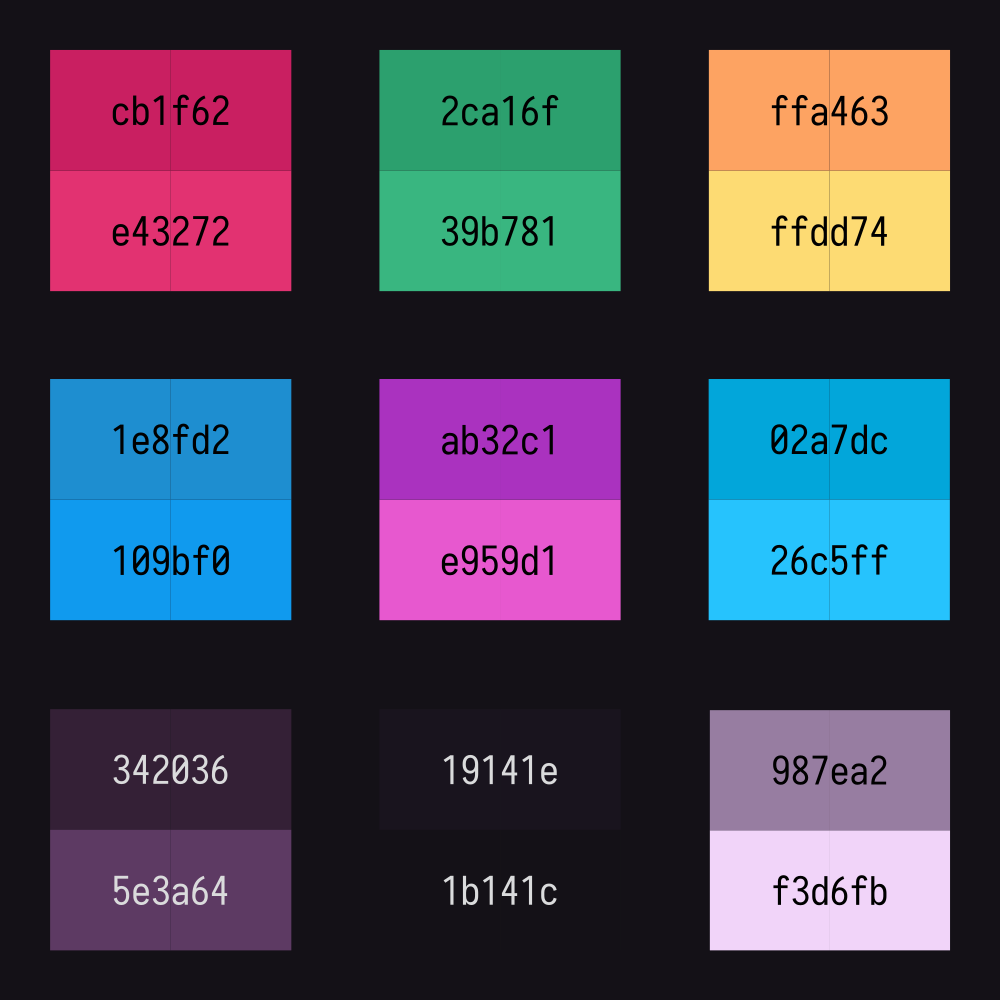 cb1f62
2ca16f
ffa463
e43272
39b781
ffdd74
1e8fd2
ab32c1
02a7dc
109bf0
e959d1
26c5ff
342036
19141e
987ea2
5e3a64
1b141c
f3d6fb